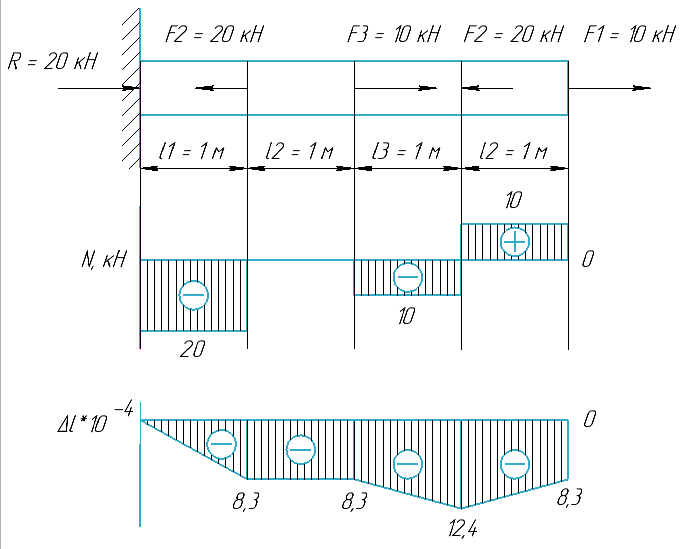 F2 = 20 кН
F3 = 10 кН
F2 = 20 кН
F1 = 10 кН
R = 20 кН
l1 = 1 м
l2 = 1 м
l3 = 1 м
l2 = 1 м
10
N, кН
0
10
20
Δl*10⁻⁴
0
8,3
8,3
8,3
12,4